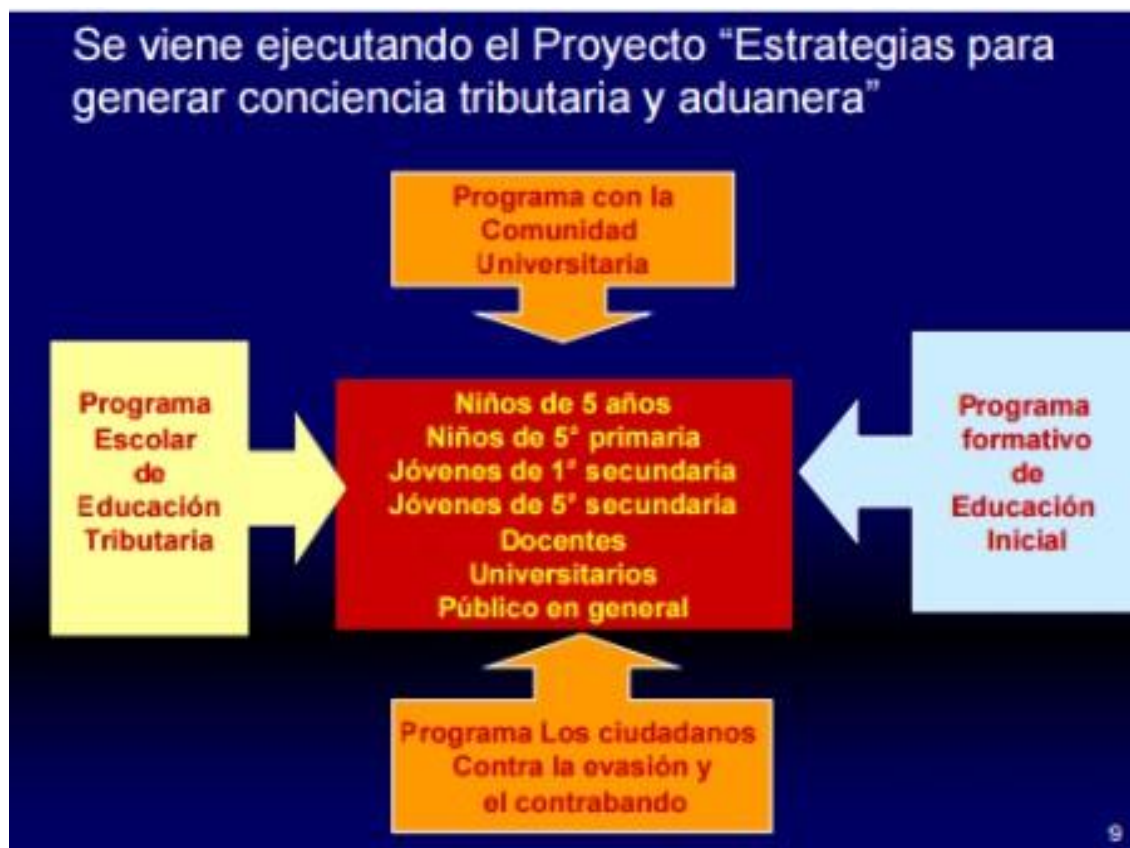 Se viene ejecutando el Proyecto “Estrategias para
generar conciencia tributaria y aduanera”
Programa con la
Comunidad
Universitaria
Programa
Escolar
de
Educación
Tributaria
Niños de 5 años
Niños de 5° primaria
Jóvenes de 1° secundaria
Jóvenes de 5° secundaria
Docentes
Universitarios
Público en general
Programa
formativo
de
Educación
Inicial
Programa Los ciudadanos
Contra la evasión y
el contrabando
9